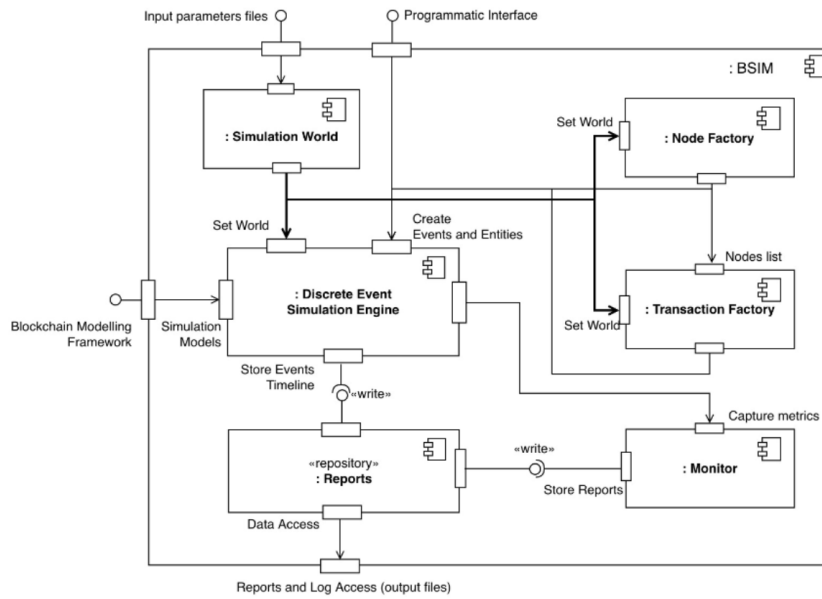 Input parameters files
Programmatic Interface
: BSIM
: Simulation World
Set World
: Node Factory
Set World
Create
Events and Entities
Nodes list
: Discrete Event
Simulation Engine
: Transaction Factory
Set World
Blockchain Modelling
Framework
Simulation
Models
Store Events
Timeline
«write»
Capture metrics
«repository»
: Reports
«write»
: Monitor
Store Reports
Data Access
Reports and Log Access (output files)